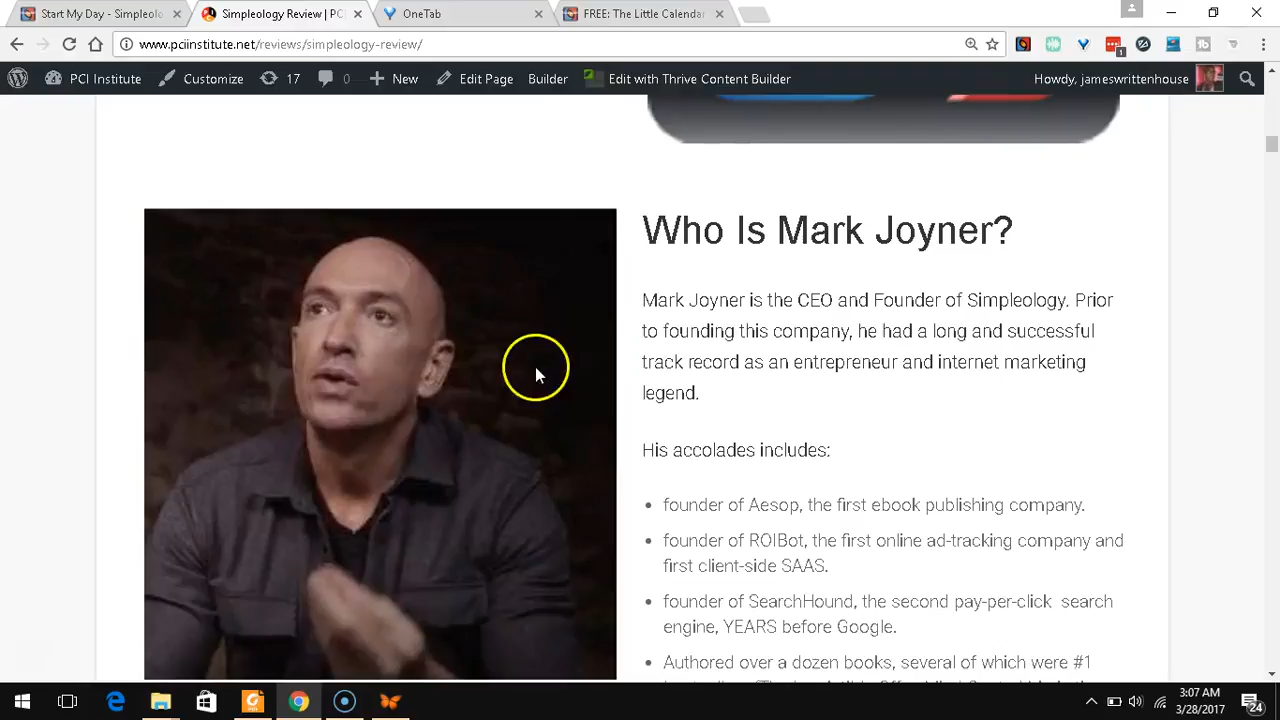 Start My Day - Simpleolo
Simpleology Review | PC
OneTab
FREE: The Little Calenda
www.pciinstitute.net/reviews/simpleology-review/
1
PCI Institute
Customize
17
0
New
Edit Page
Builder
Edit with Thrive Content Builder
Howdy, jameswrittenhouse
Who Is Mark Joyner?
Mark Joyner is the CEO and Founder of Simpleology. Prior
to founding this company, he had a long and successful
track record as an entrepreneur and internet marketing
legend.
His accolades includes:
• founder of Aesop, the first ebook publishing company.
• founder of ROIBot, the first online ad-tracking company and
first client-side SAAS.
• founder of SearchHound, the second pay-per-click search
engine, YEARS before Google.
• Authored over a dozen books, several of which were #1
3:07 AM
3/28/2017
24